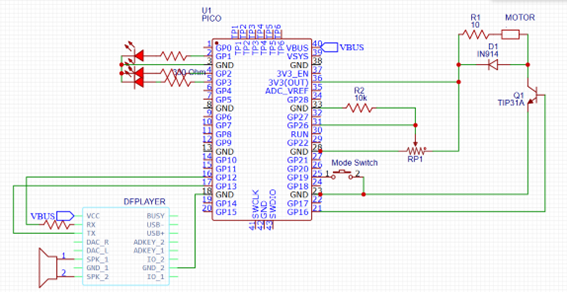 U1
PICO
TP1
TP2
TP3
TP4
TP5
TP6
1 GP0 VBUS 40 VBUS
2 GP1 VSYS 39
3 GND GND 38
4 GP2 3V3_EN 37
5 GP3 3V3(OUT) 36
6 GP4 ADC_VREF 35
7 GP5 GP28 34
8 GND GND 33
9 GP6 GP27 32
10 GP7 GP26 31
11 GP8 RUN 30
12 GP9 GP22 29
13 GND GND 28
14 GP10 GP21 27
15 GP11 GP20 26
16 GP12 GP19 25
17 GP13 GP18 24
18 GND GND 23
19 GP14 GP17 22
20 GP15 GP16 21
SWCLK
GND
SWDIO
41
42
43
300 Ohm
R1
10
MOTOR
D1
IN914
Q1
TIP31A
R2
10k
RP1
Mode Switch
1 2
DFPLAYER
VBUS
VCC BUSY
RX USB-
TX USB+
DAC_R ADKEY_2
DAC_L ADKEY_1
1 SPK_1 IO_2
GND_1 GND_2
2 SPK_2 IO_1